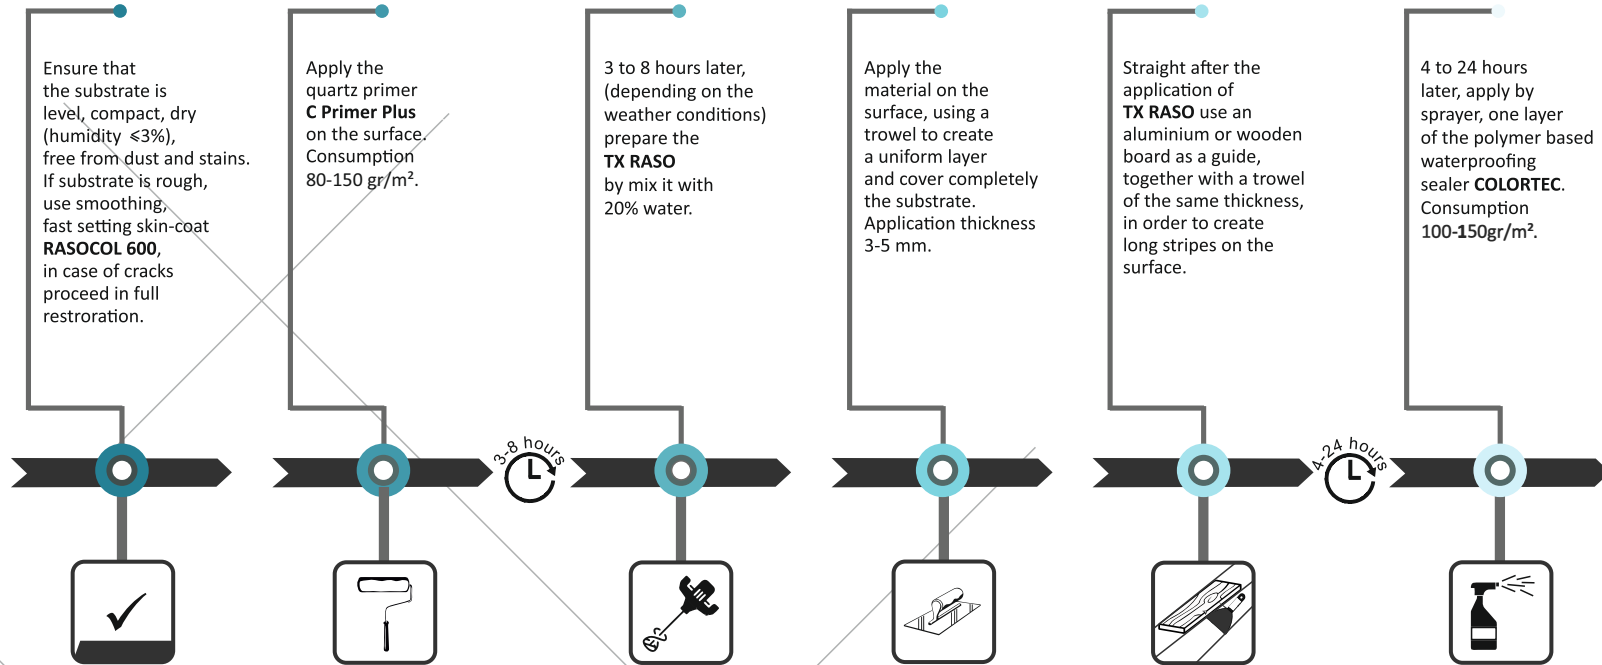 Ensure that
the substrate is
level, compact, dry
(humidity ⩽3%),
free from dust and stains.
If substrate is rough,
use smoothing,
fast setting skin-coat
RASOCOL 600,
in case of cracks
proceed in full
restroration.
Apply the
quartz primer
C Primer Plus
on the surface.
Consumption
80-150 gr/m².
3 to 8 hours later,
(depending on the
weather conditions)
prepare the
TX RASO
by mix it with
20% water.
Apply the
material on the
surface, using a
trowel to create
a uniform layer
and cover completely
the substrate.
Application thickness
3-5 mm.
Straight after the
application of
TX RASO use an
aluminium or wooden
board as a guide,
together with a trowel
of the same thickness,
in order to create
long stripes on the
surface.
4 to 24 hours
later, apply by
sprayer, one layer
of the polymer based
waterproofing
sealer COLORTEC.
Consumption
100-150gr/m².
3-8 hours
4-24 hours